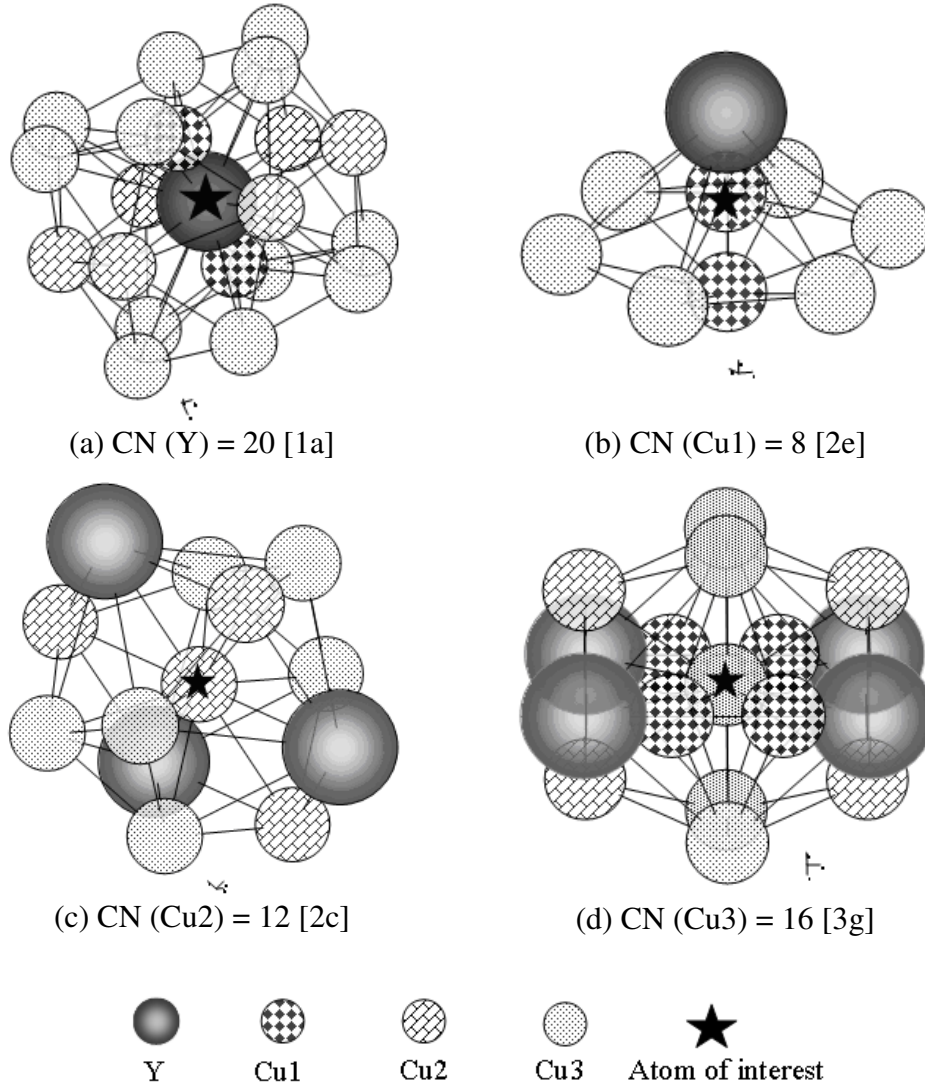 (a) CN (Y) = 20 [1a]
(b) CN (Cu1) = 8 [2e]
(c) CN (Cu2) = 12 [2c]
(d) CN (Cu3) = 16 [3g]
Y Cu1 Cu2 Cu3 Atom of interest